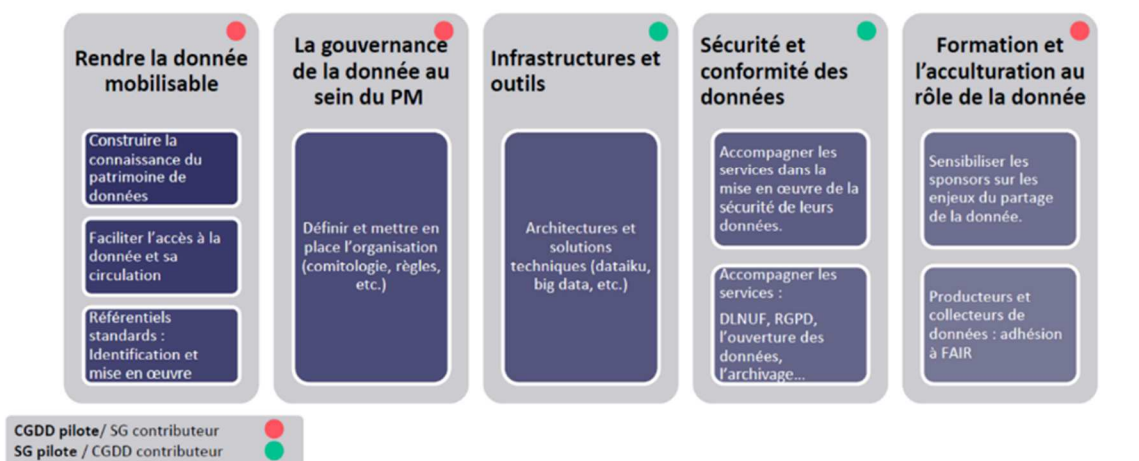 Rendre la donnée
mobilisable
Construire la
connaissance du
patrimoine de
données
Faciliter l'accès à la
donnée et sa
circulation
Référentiels
standards :
Identification et
mise en œuvre
La gouvernance
de la donnée au
sein du PM
Définir et mettre en
place l'organisation
(comitologie, règles,
etc.)
Infrastructures et
outils
Architectures et
solutions
techniques (dataiku,
big data, etc.)
Sécurité et
conformité des
données
Accompagner les
services dans la
mise en œuvre de la
sécurité de leurs
données.
Accompagner les
services :
DLNUF, RGPD,
l'ouverture des
données,
l'archivage...
Formation et
l'acculturation au
rôle de la donnée
Sensibiliser les
sponsors sur les
enjeux du partage
de la donnée.
Producteurs et
collecteurs de
données : adhésion
à FAIR
CGDD pilote/ SG contributeur
SG pilote / CGDD contributeur